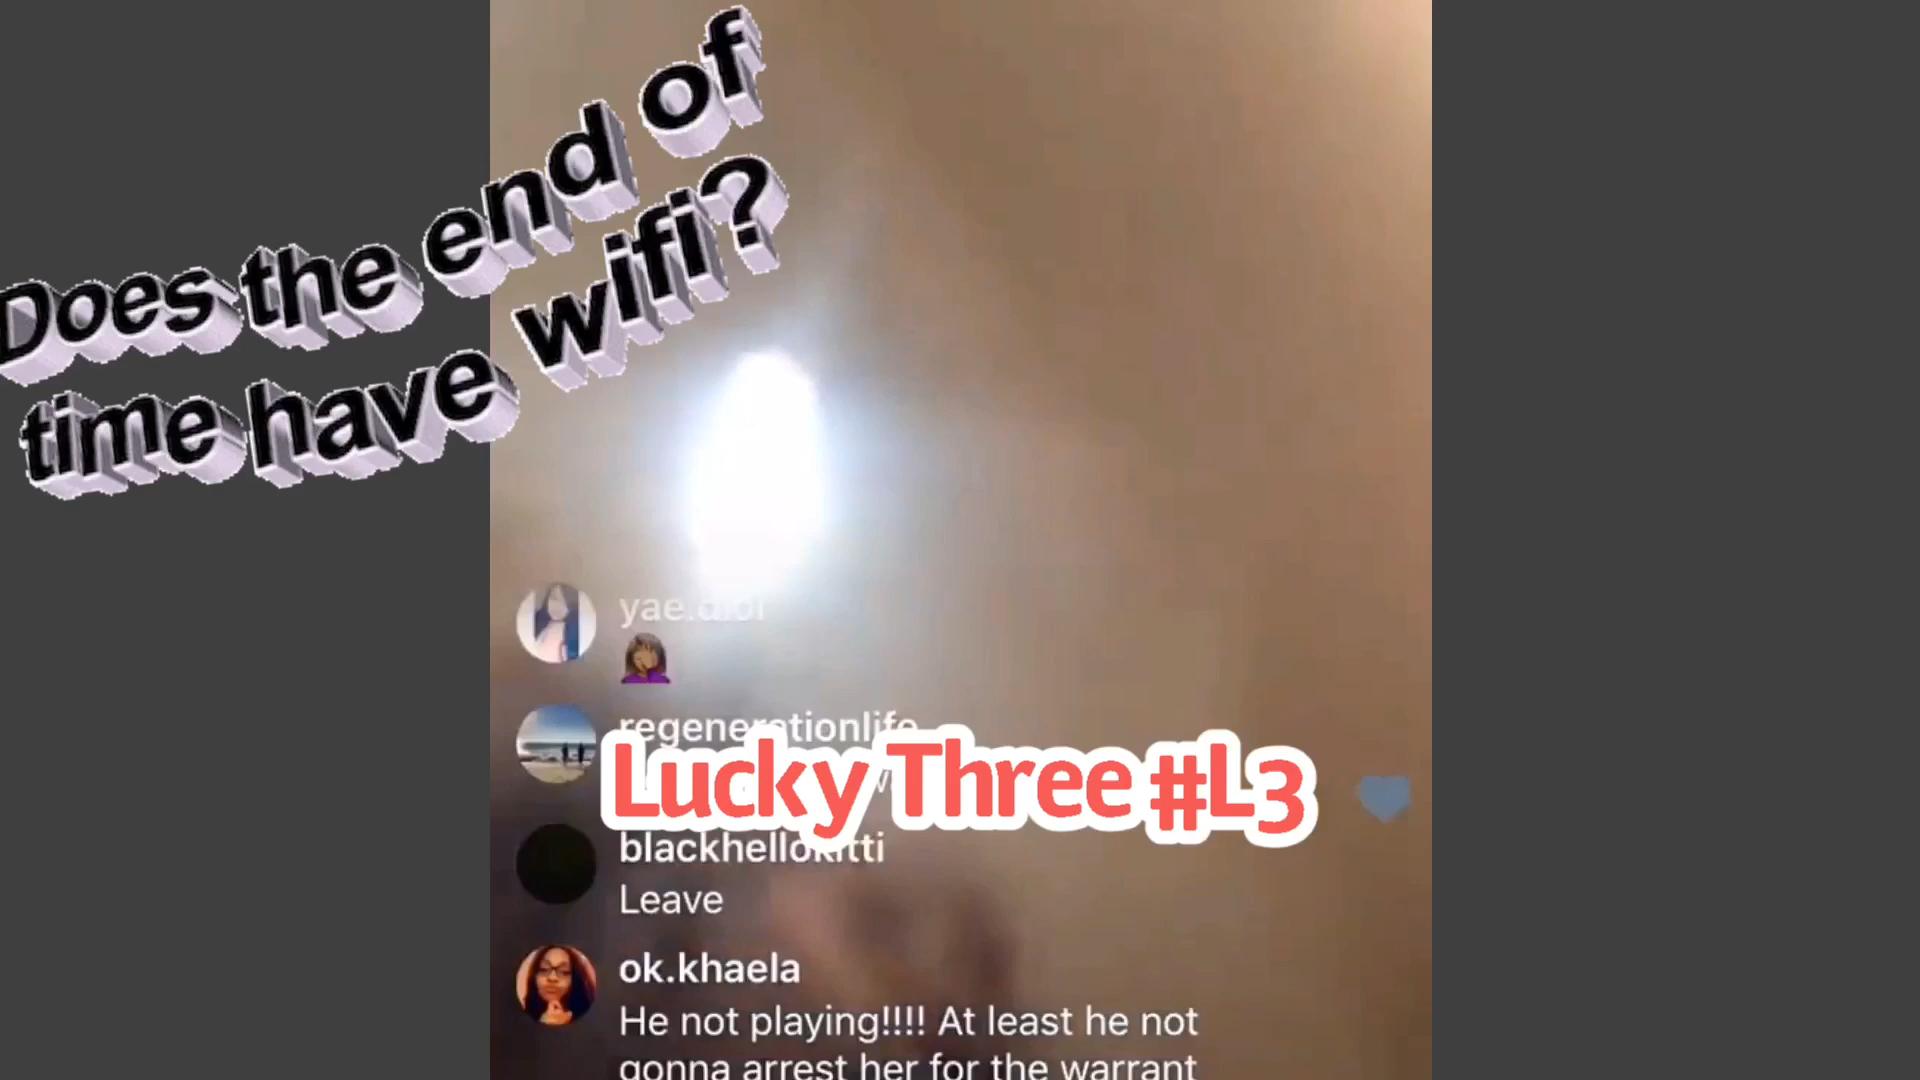 Does the end of
time have wifi?
regenerationlife
Lucky Three #L3
blackhellokitti
Leave
ok.khaela
He not playing!!!! At least he not
gonna arrest her for the warrant